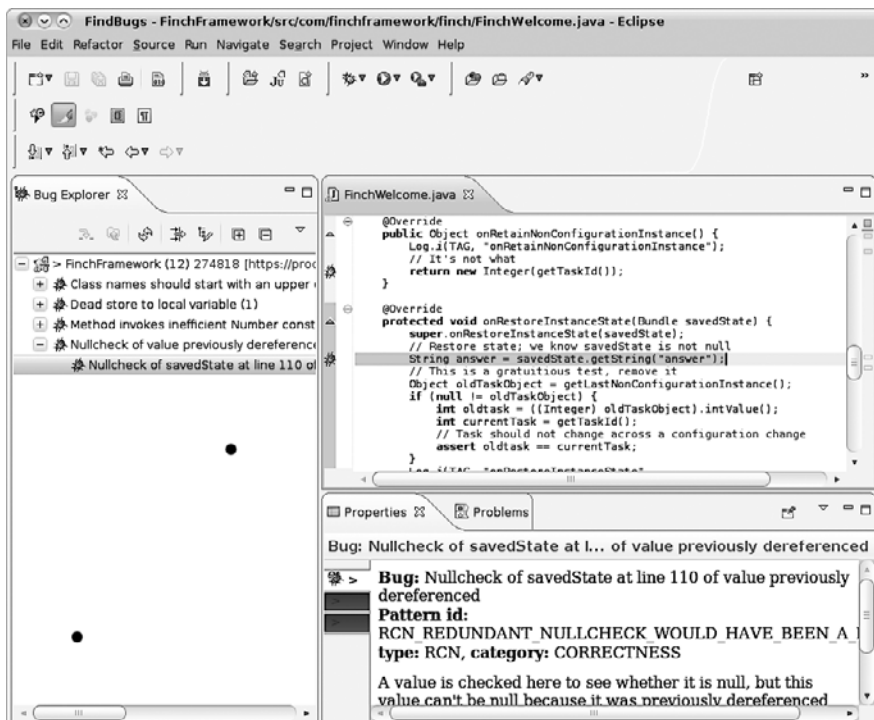 FindBugs - FinchFramework/src/com/finchframework/finch/FinchWelcome.java - Eclipse
File Edit Refactor Source Run Navigate Search Project Window Help
Bug Explorer
> FinchFramework (12) 274818 [https://proc
Class names should start with an upper
Dead store to local variable (1)
Method invokes inefficient Number const
Nullcheck of value previously dereference
Nullcheck of savedState at line 110 of
FinchWelcome.java
@Override
public Object onRetainNonConfigurationInstance() {
Log.i(TAG, "onRetainNonConfigurationInstance");
// It's not what
return new Integer(getTaskId());
}
@Override
protected void onRestoreInstanceState(Bundle savedState) {
super.onRestoreInstanceState(savedState);
// Restore state; we know savedState is not null
String answer = savedState.getString("answer");
// This is a gratuitous test, remove it
Object oldTaskObject = getLastNonConfigurationInstance();
if (null != oldTaskObject) {
int oldtask = ((Integer) oldTaskObject).intValue();
int currentTask = getTaskId();
// Task should not change across a configuration change
assert oldtask == currentTask;
}
Log.i(TAG, "onRestoreInstanceState"
Properties Problems
Bug: Nullcheck of savedState at l... of value previously dereferenced
Bug: Nullcheck of savedState at line 110 of value previously
dereferenced
Pattern id:
RCN_REDUNDANT_NULLCHECK_WOULD_HAVE_BEEN_A_
type: RCN, category: CORRECTNESS
A value is checked here to see whether it is null, but this
value can't be null because it was previously dereferenced